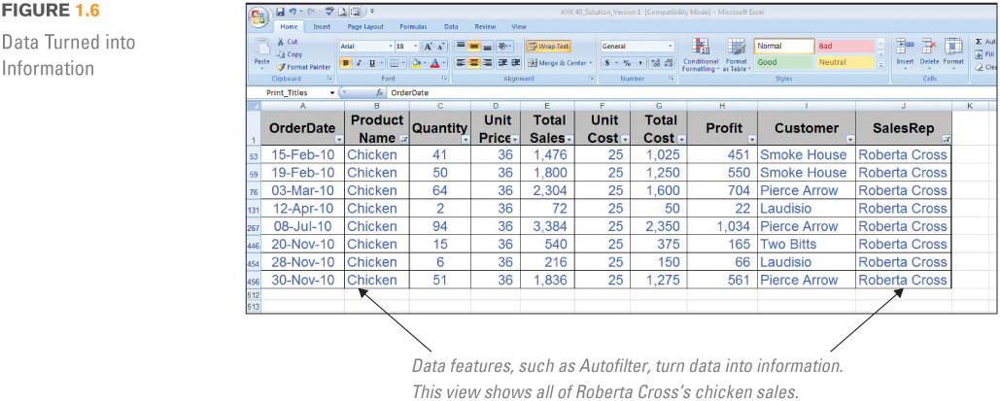 FIGURE 1.6
Data Turned into
Information
AYK 40_Solution_Version 1 [Compatibility Mode] - Microsoft Excel
Home Insert Page Layout Formulas Data Review View
Cut
Copy
Format Painter
Paste
Clipboard
Arial 18
B I U
Font
Wrap Text
Merge & Center
Alignment
General
$ % ,
Number
Conditional Formatting
Format as Table
Normal Bad
Good Neutral
Styles
Insert Delete Format
Cells
Σ Aut
Fill
Clea
Print_Titles fx OrderDate
A B C D E F G H I J K
1 OrderDate Product Name Quantity Unit Price Total Sales Unit Cost Total Cost Profit Customer SalesRep
53 15-Feb-10 Chicken 41 36 1,476 25 1,025 451 Smoke House Roberta Cross
59 19-Feb-10 Chicken 50 36 1,800 25 1,250 550 Smoke House Roberta Cross
76 03-Mar-10 Chicken 64 36 2,304 25 1,600 704 Pierce Arrow Roberta Cross
131 12-Apr-10 Chicken 2 36 72 25 50 22 Laudisio Roberta Cross
267 08-Jul-10 Chicken 94 36 3,384 25 2,350 1,034 Pierce Arrow Roberta Cross
446 20-Nov-10 Chicken 15 36 540 25 375 165 Two Bitts Roberta Cross
454 28-Nov-10 Chicken 6 36 216 25 150 66 Laudisio Roberta Cross
456 30-Nov-10 Chicken 51 36 1,836 25 1,275 561 Pierce Arrow Roberta Cross
512
513
Data features, such as Autofilter, turn data into information.
This view shows all of Roberta Cross's chicken sales.